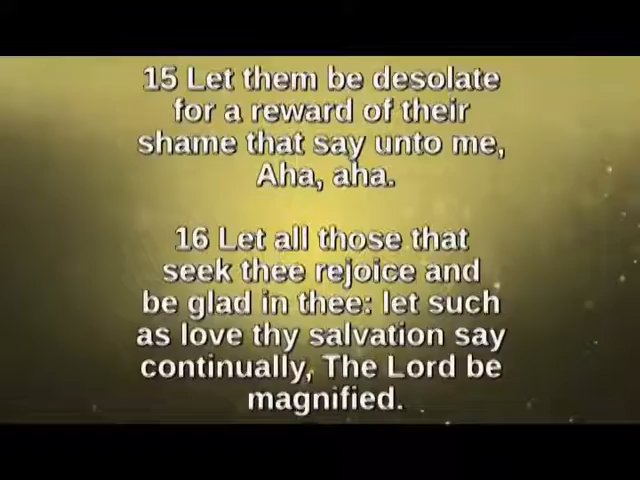 15 Let them be desolate
for a reward of their
shame that say unto me,
Aha, aha.
16 Let all those that
seek thee rejoice and
be glad in thee: let such
as love thy salvation say
continually, The Lord be
magnified.